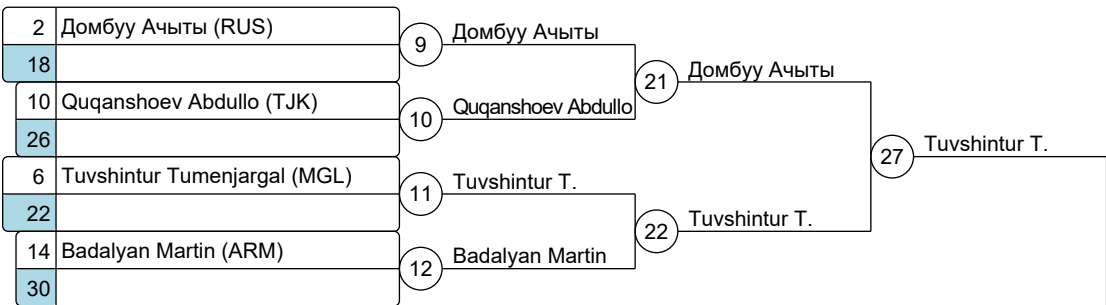 2 Домбуу Ачыты (RUS)
18
9 Домбуу Ачыты
10 Quqanshoev Abdullo (TJK)
26
10 Quqanshoev Abdullo
21 Домбуу Ачыты
6 Tuvshintur Tumenjargal (MGL)
22
11 Tuvshintur T.
14 Badalyan Martin (ARM)
30
12 Badalyan Martin
22 Tuvshintur T.
27 Tuvshintur T.